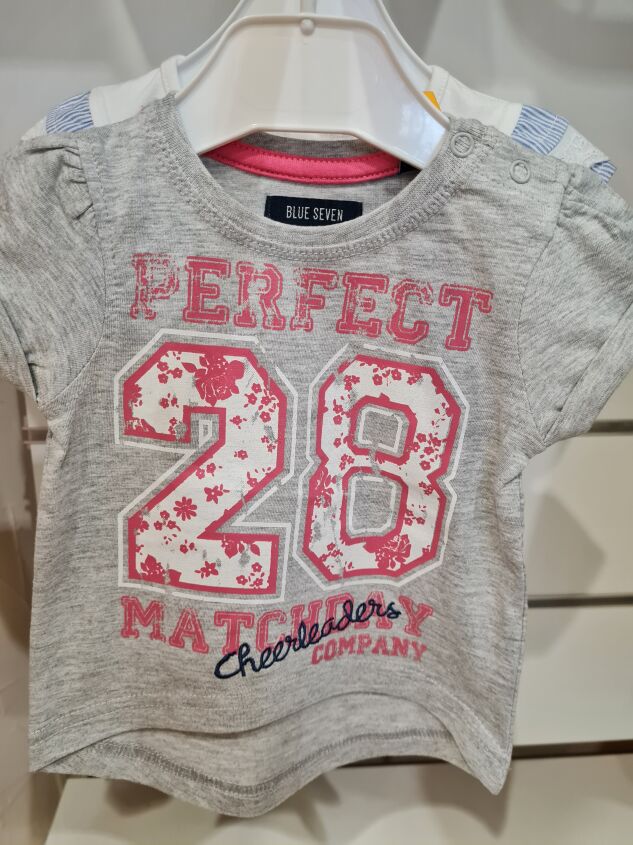 BLUE SEVEN
PERFECT
28
MATCHDAY
Cheerleaders
COMPANY